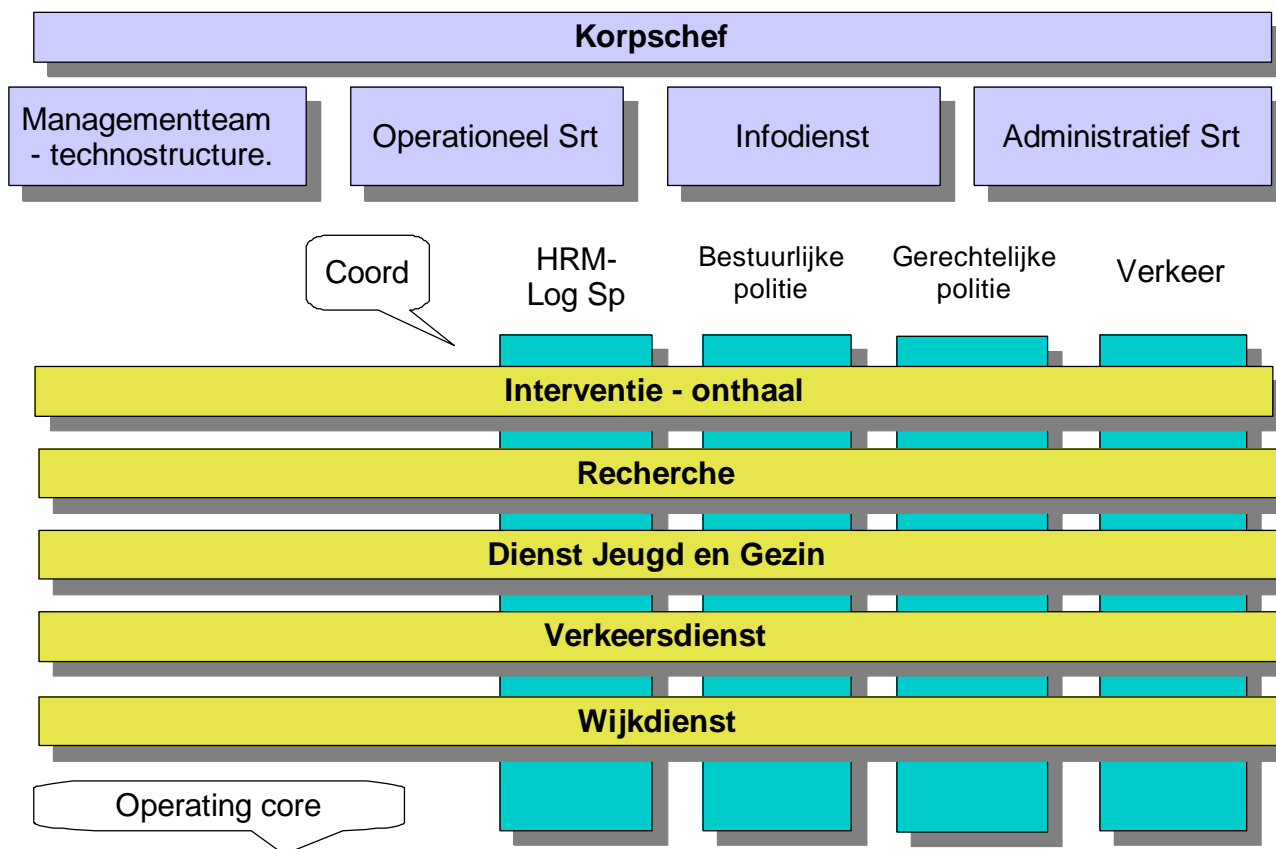 Korpschef
Managementteam
- technostructure.
Operationeel Srt
Infodienst
Administratief Srt
Coord
HRM-
Log Sp
Bestuurlijke
politie
Gerechtelijke
politie
Verkeer
Interventie - onthaal
Recherche
Dienst Jeugd en Gezin
Verkeersdienst
Wijkdienst
Operating core